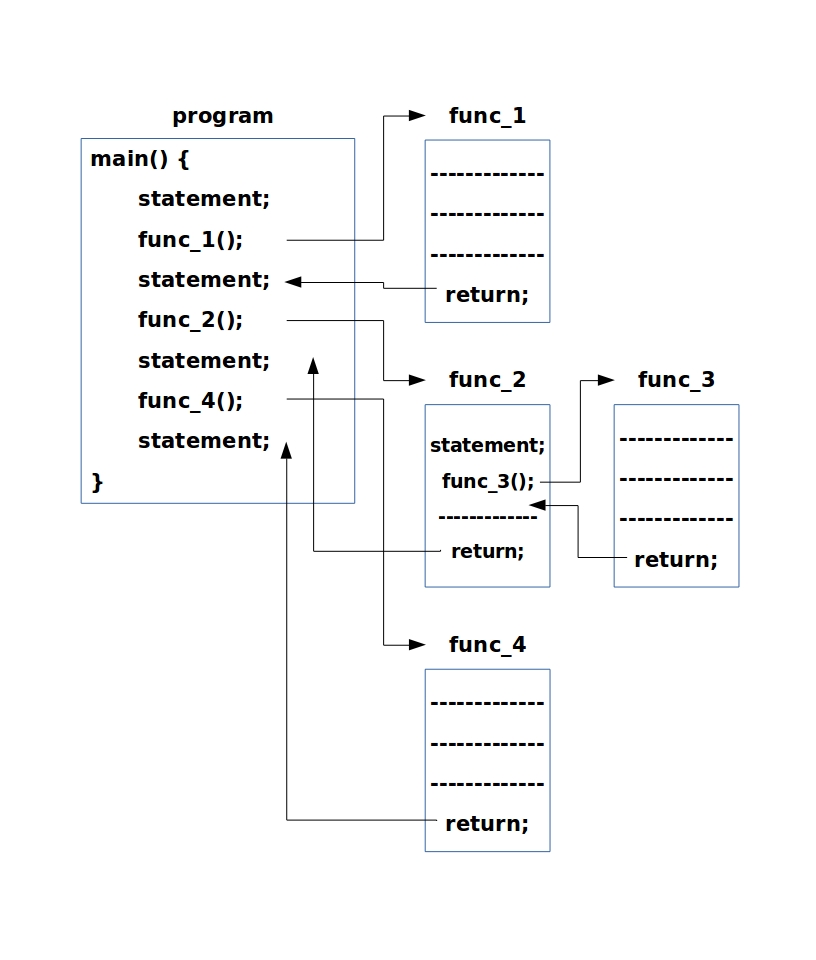 program
main() {
statement;
func_1();
statement;
func_2();
statement;
func_4();
statement;
}
func_1
-------------
-------------
-------------
return;
func_2
statement;
func_3();
-------------
return;
func_3
-------------
-------------
-------------
return;
func_4
-------------
-------------
-------------
return;